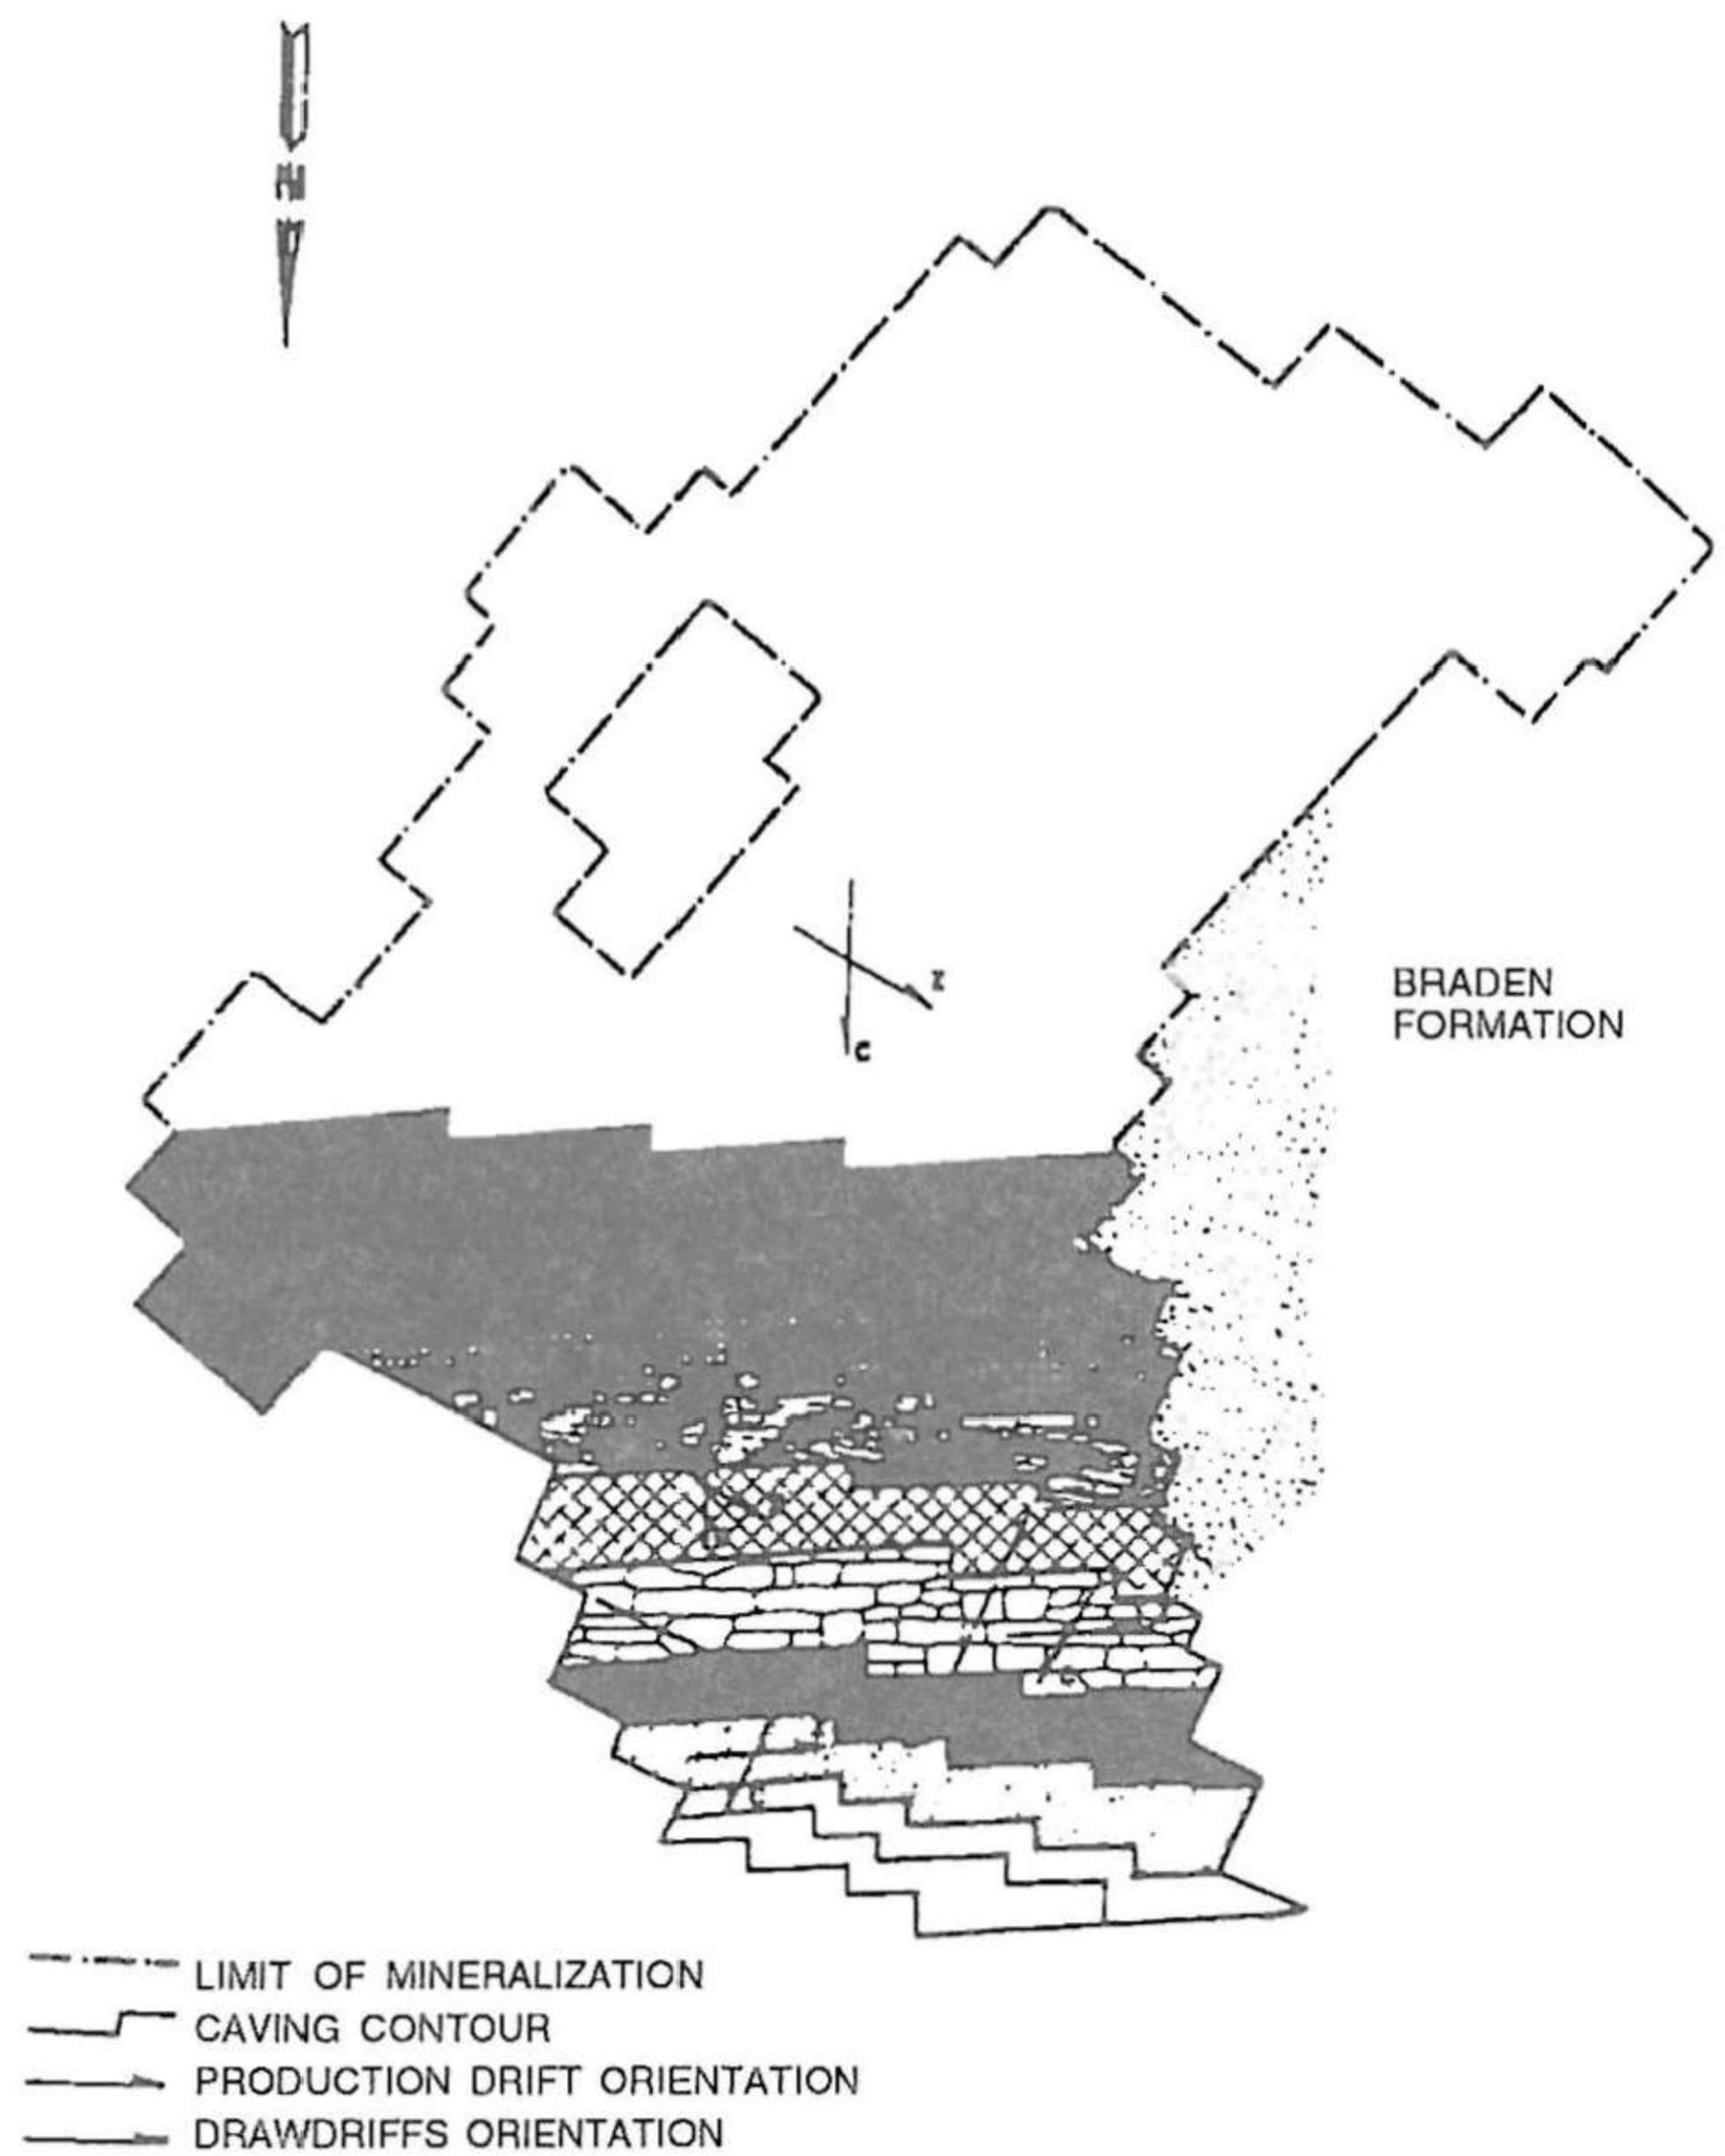 N
Z
C
BRADEN
FORMATION
LIMIT OF MINERALIZATION
CAVING CONTOUR
PRODUCTION DRIFT ORIENTATION
DRAWDRIFFS ORIENTATION